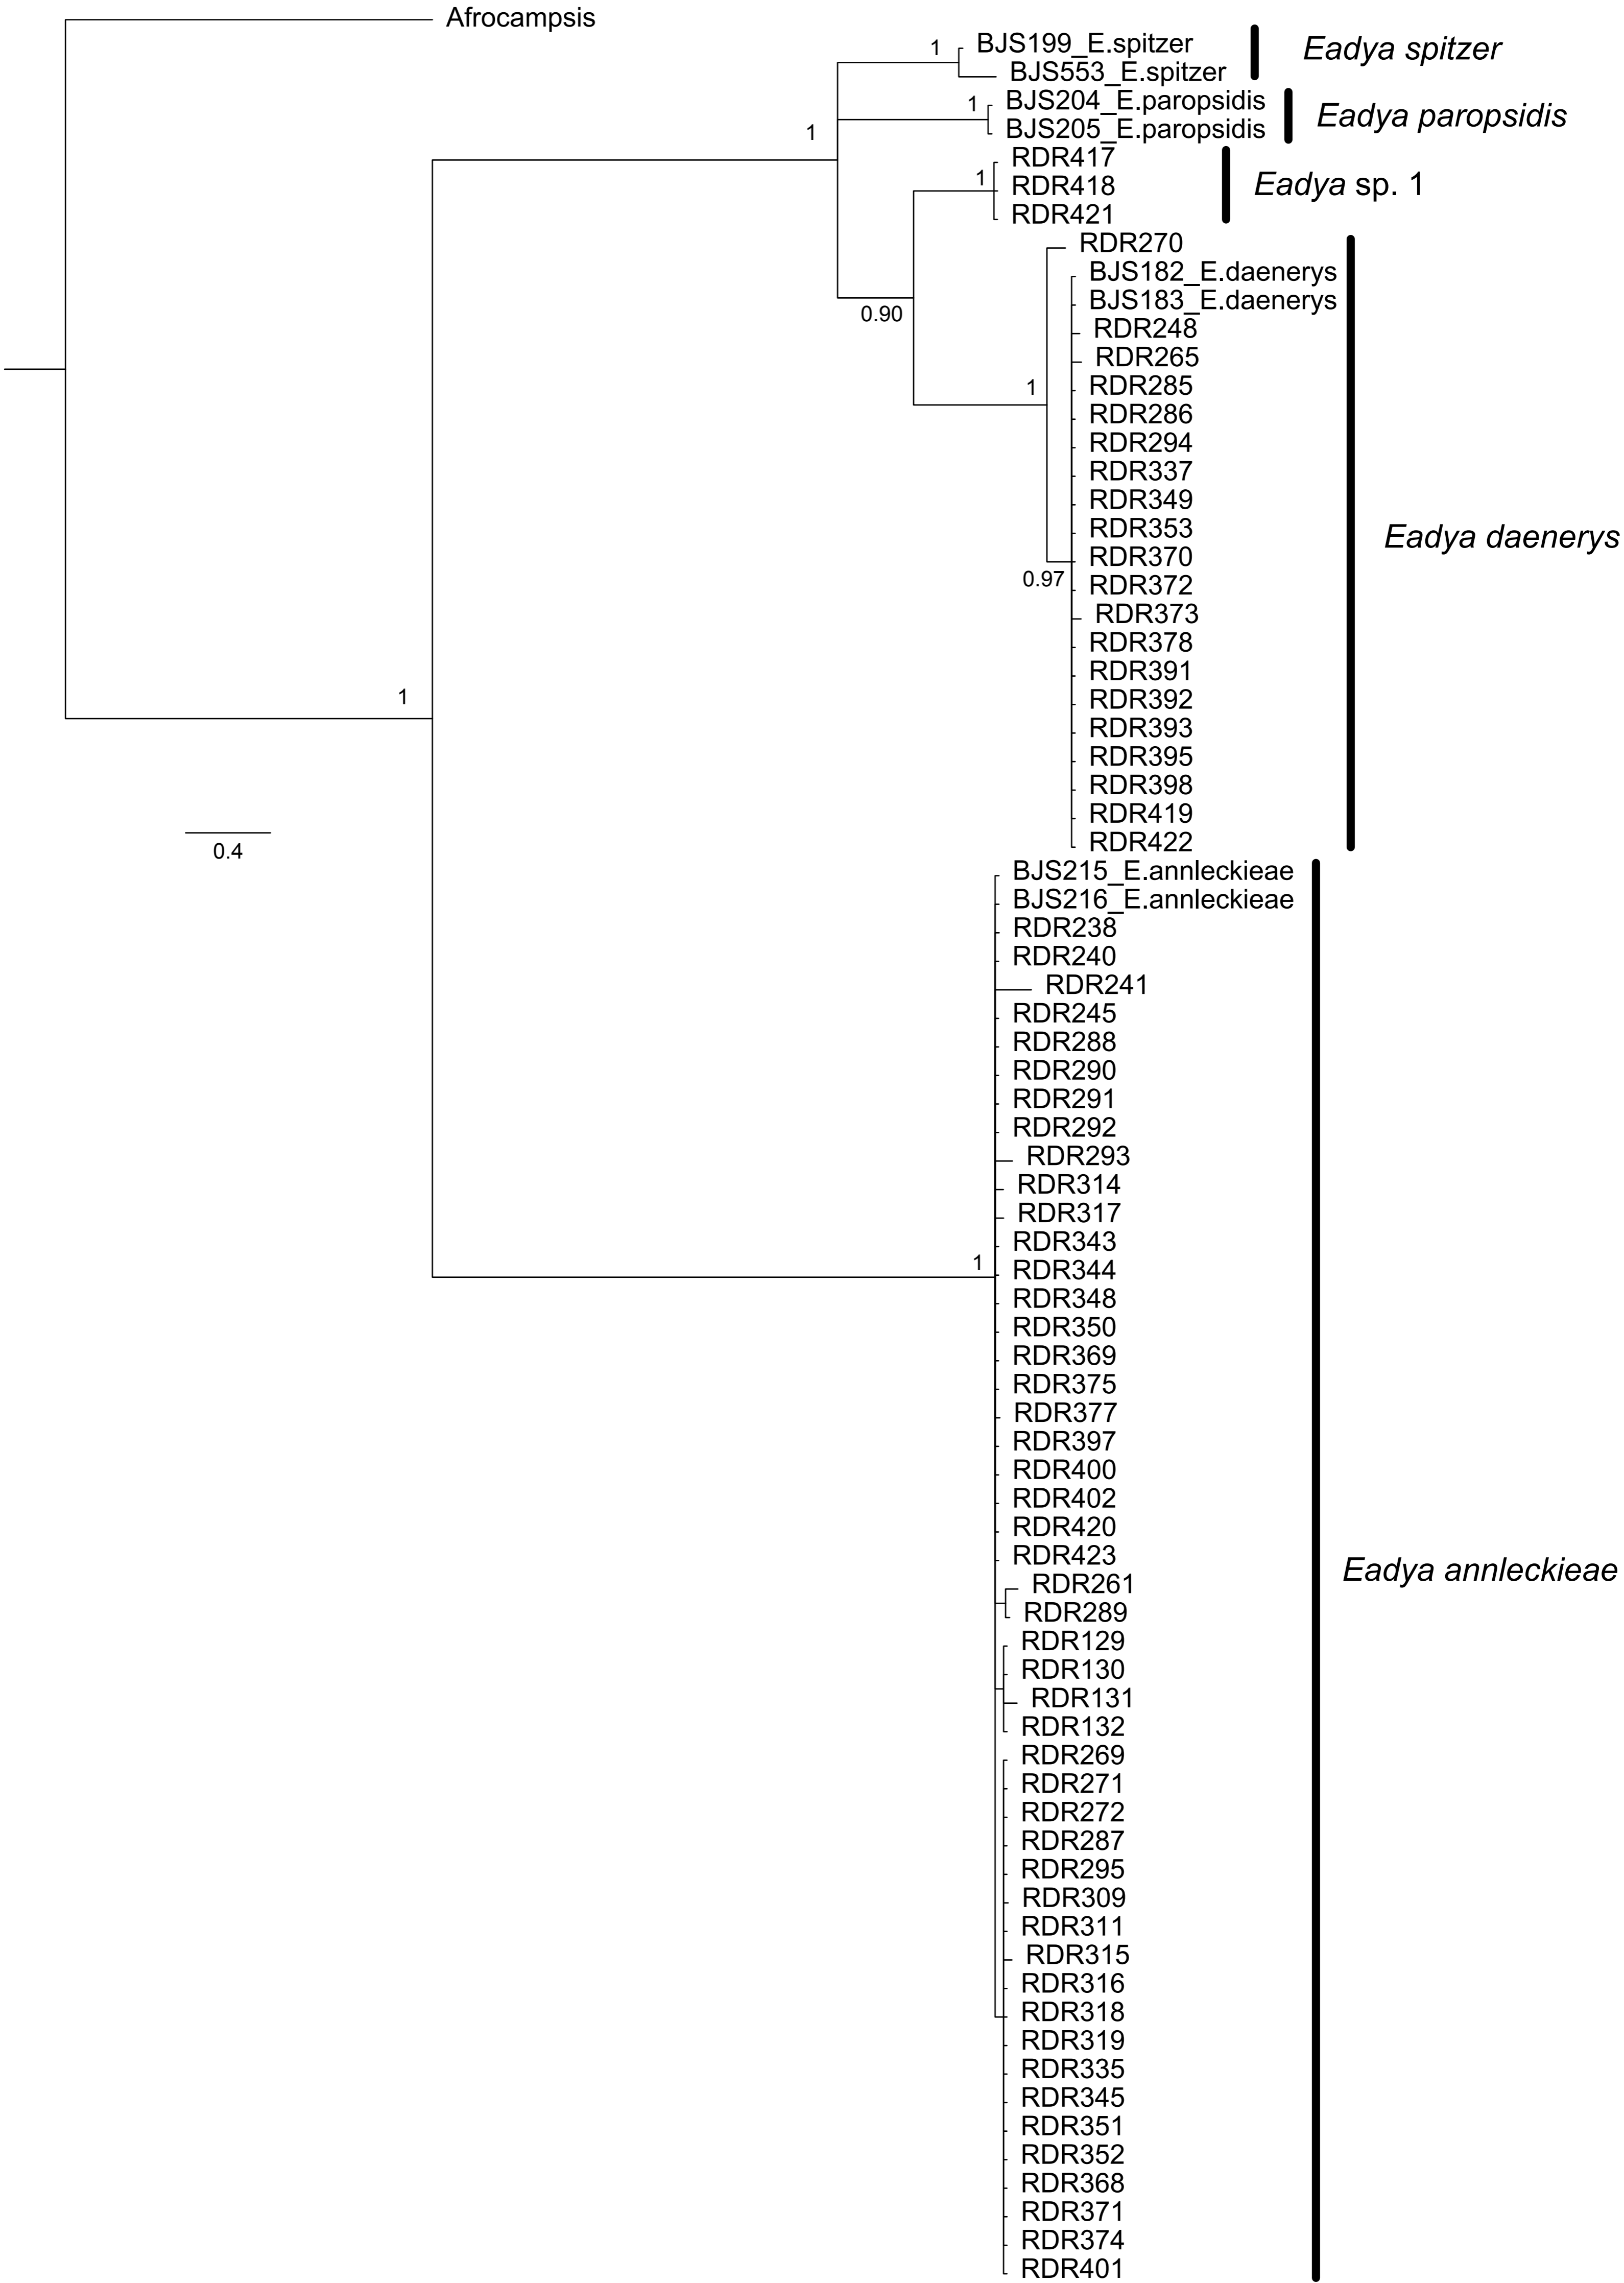 Afrocampsis
1
BJS199_E.spitzer
Eadya spitzer
BJS553_E.spitzer
1
BJS204_E.paropsidis
Eadya paropsidis
1
BJS205_E.paropsidis
RDR417
1
RDR418
Eadya sp. 1
RDR421
RDR270
BJS182_E.daenerys
BJS183_E.daenerys
0.90
RDR248
RDR265
1
RDR285
RDR286
RDR294
RDR337
RDR349
RDR353
Eadya daenerys
RDR370
0.97
RDR372
RDR373
RDR378
RDR391
1
RDR392
RDR393
RDR395
RDR398
RDR419
RDR422
0.4
BJS215_E.annleckieae
BJS216_E.annleckieae
RDR238
RDR240
RDR241
RDR245
RDR288
RDR290
RDR291
RDR292
RDR293
RDR314
RDR317
RDR343
1
RDR344
RDR348
RDR350
RDR369
RDR375
RDR377
RDR397
RDR400
RDR402
RDR420
RDR423
Eadya annleckieae
RDR261
RDR289
RDR129
RDR130
RDR131
RDR132
RDR269
RDR271
RDR272
RDR287
RDR295
RDR309
RDR311
RDR315
RDR316
RDR318
RDR319
RDR335
RDR345
RDR351
RDR352
RDR368
RDR371
RDR374
RDR401